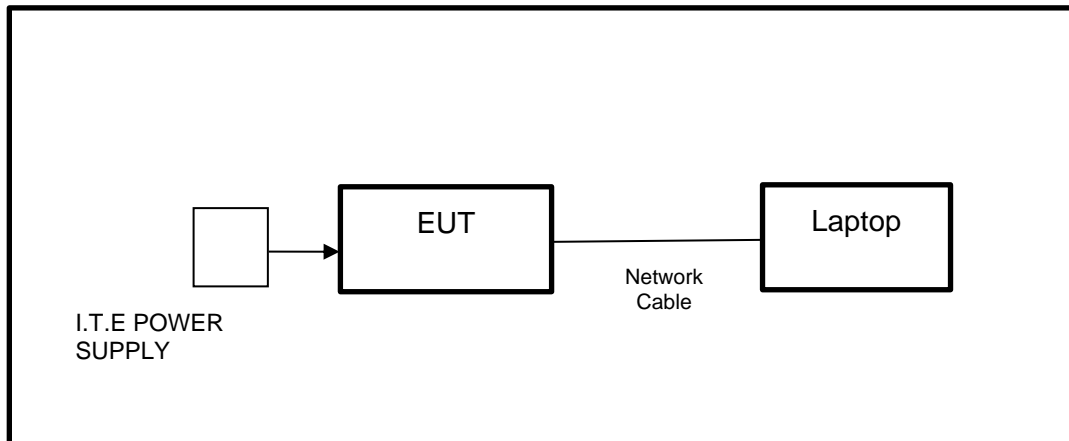 EUT
Laptop
Network
Cable
I.T.E POWER
SUPPLY